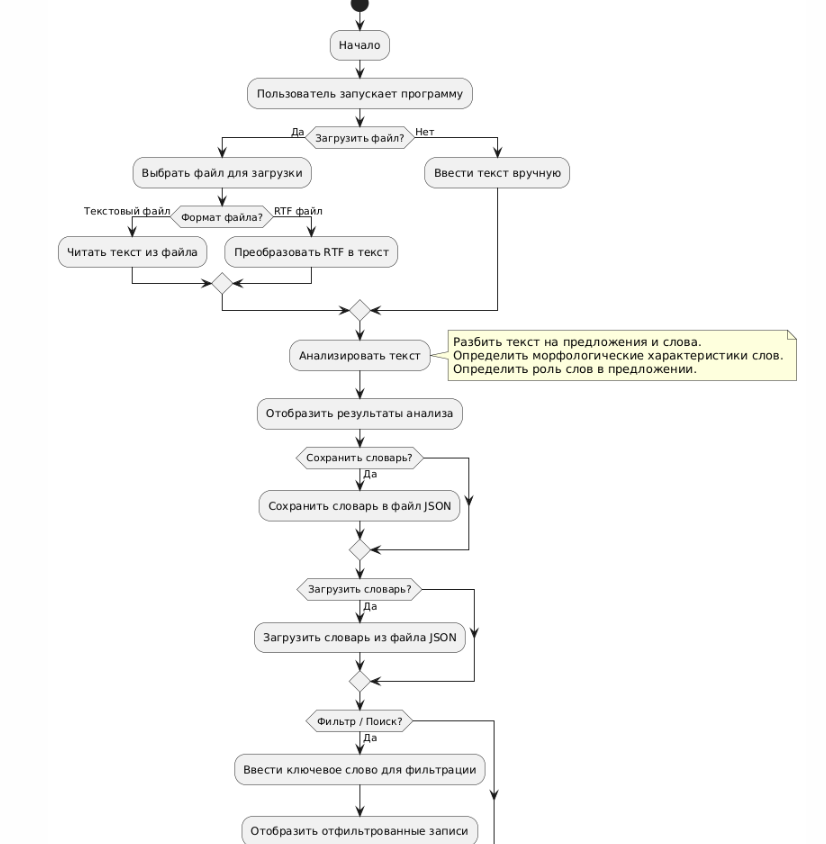 Начало
Пользователь запускает программу
Да
Загрузить файл?
Нет
Выбрать файл для загрузки
Ввести текст вручную
Текстовый файл
Формат файла?
RTF файл
Читать текст из файла
Преобразовать RTF в текст
Анализировать текст
Разбить текст на предложения и слова.
Определить морфологические характеристики слов.
Определить роль слов в предложении.
Отобразить результаты анализа
Сохранить словарь?
Да
Сохранить словарь в файл JSON
Загрузить словарь?
Да
Загрузить словарь из файла JSON
Фильтр / Поиск?
Да
Ввести ключевое слово для фильтрации
Отобразить отфильтрованные записи